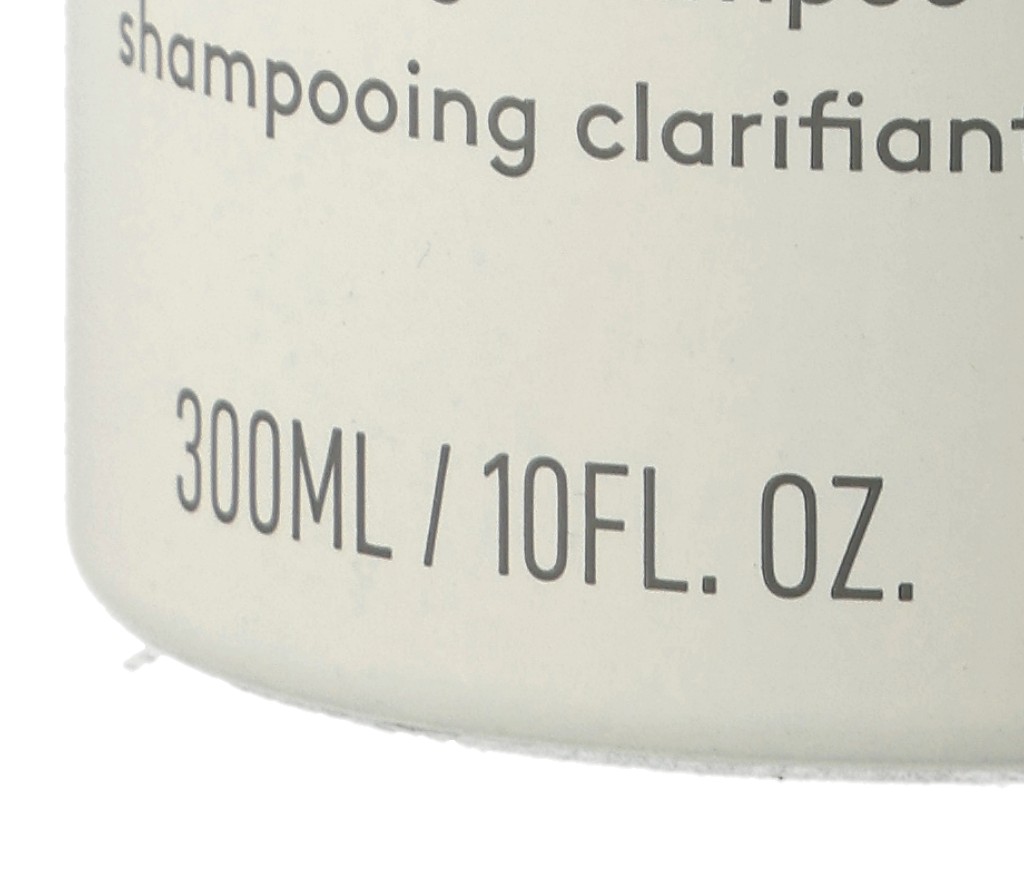 shampooing clarifiant
300ML / 10FL. OZ.